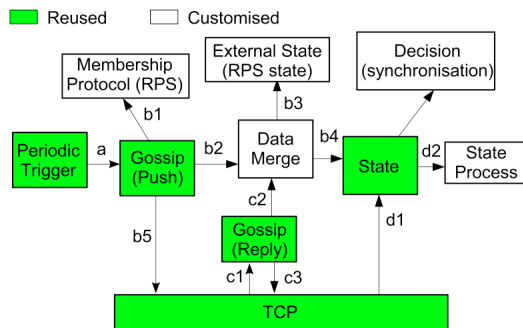 Reused
Customised
Membership
Protocol (RPS)
External State
(RPS state)
Decision
(synchronisation)
b1
b3
Periodic
Trigger
a
Gossip
(Push)
b2
Data
Merge
b4
State
d2
State
Process
b5
c2
Gossip
(Reply)
d1
c1
c3
TCP